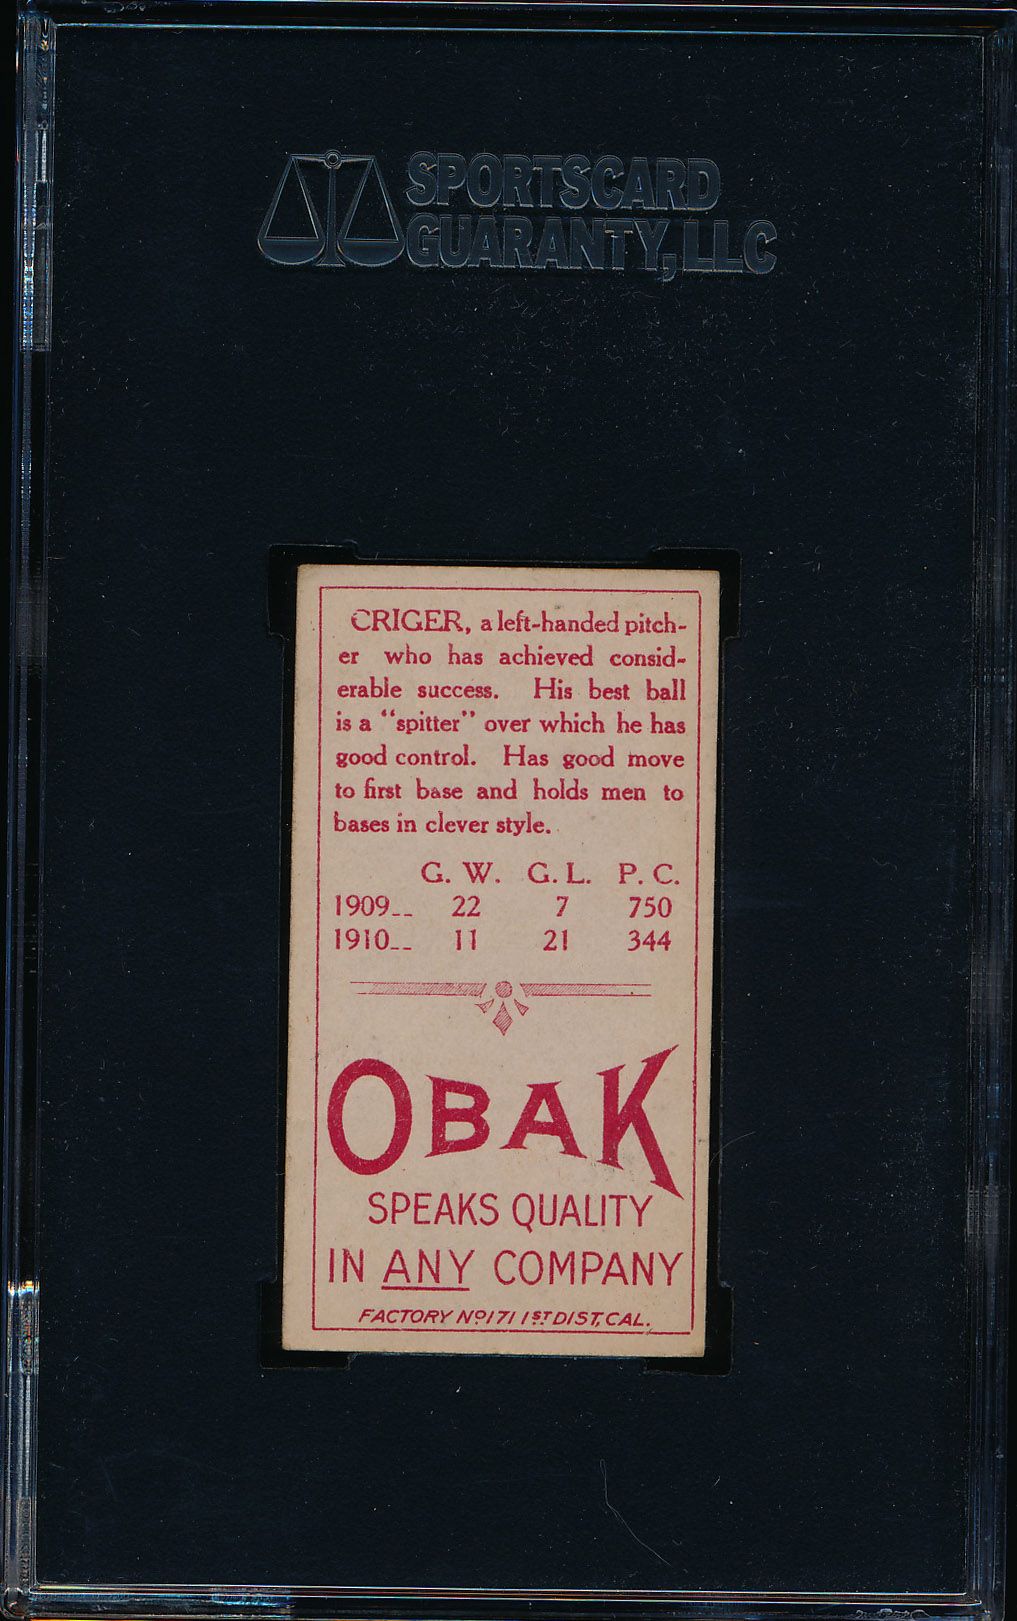 SPORTSCARD
GUARANTY, LLC
CRIGER, a left-handed pitch-
er who has achieved consid-
erable success. His best ball
is a "spitter" over which he has
good control. Has good move
to first base and holds men to
bases in clever style.
G. W. G. L. P. C.
1909-- 22 7 750
1910-- 11 21 344
OBAK
SPEAKS QUALITY
IN ANY COMPANY
FACTORY No 171 1ST DIST, CAL.